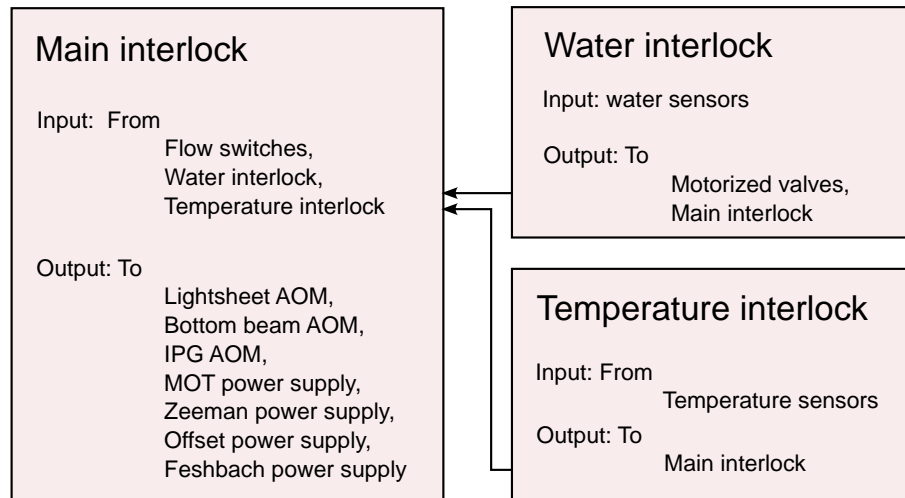 Main interlock
Input: From
Flow switches,
Water interlock,
Temperature interlock
Output: To
Lightsheet AOM,
Bottom beam AOM,
IPG AOM,
MOT power supply,
Zeeman power supply,
Offset power supply,
Feshbach power supply
Water interlock
Input: water sensors
Output: To
Motorized valves,
Main interlock
Temperature interlock
Input: From
Temperature sensors
Output: To
Main interlock